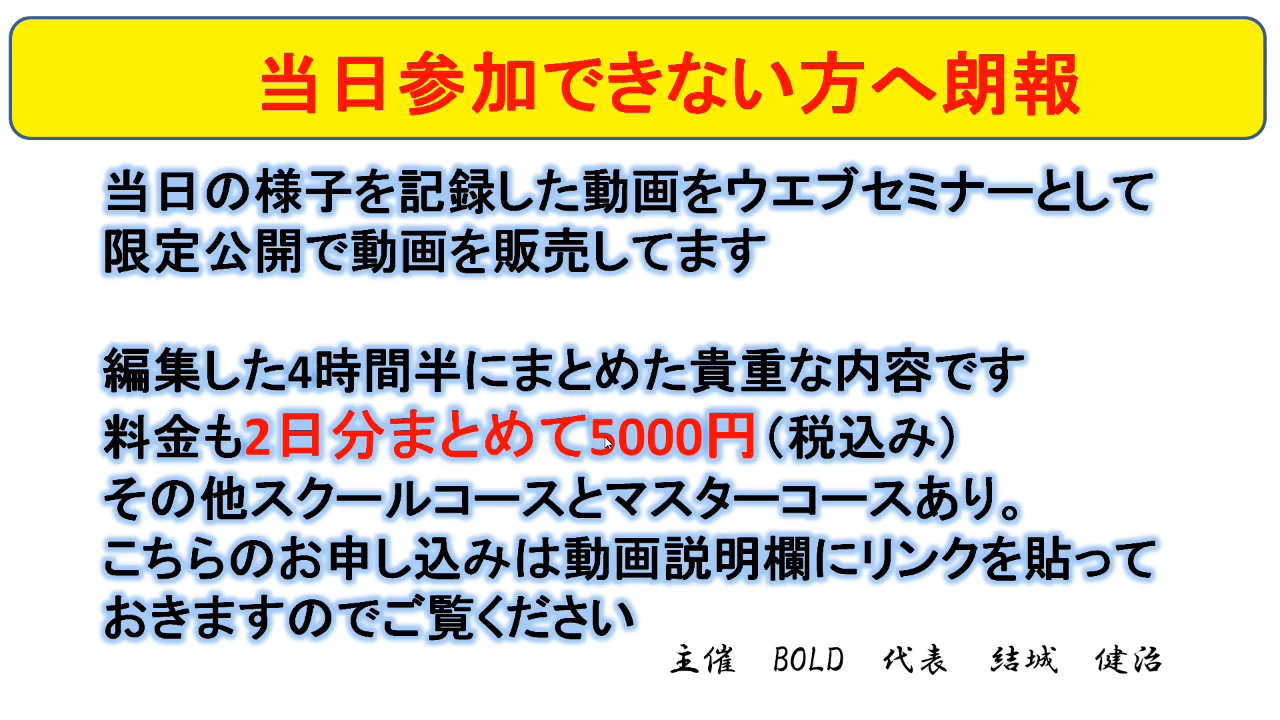 当日参加できない方へ朗報
当日の様子を記録した動画をウエブセミナーとして
限定公開で動画を販売してます
編集した4時間半にまとめた貴重な内容です
料金も2日分まとめて5000円（税込み）
その他スクールコースとマスターコースあり。
こちらのお申し込みは動画説明欄にリンクを貼って
おきますのでご覧ください
主催　BOLD　代表　結城　健治